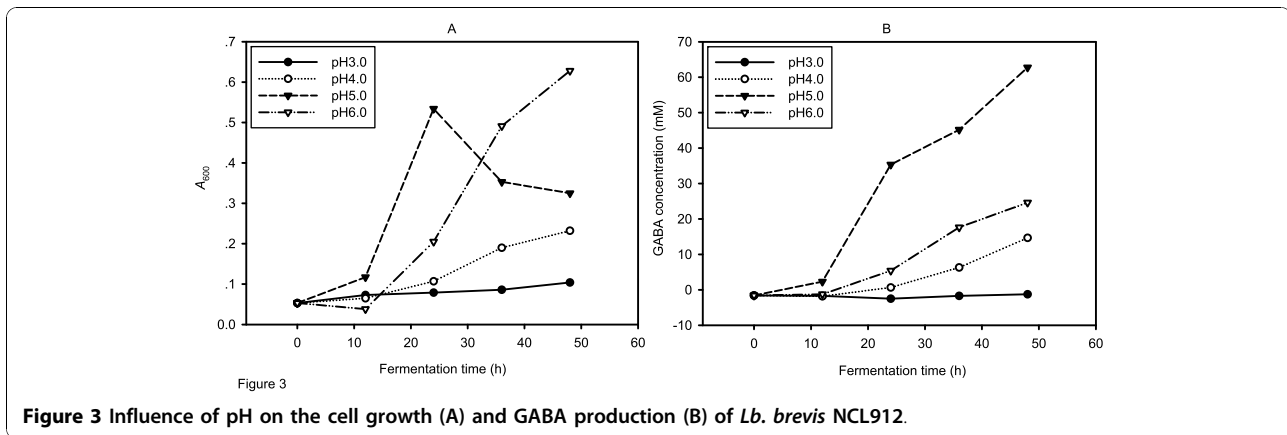 A
.7
.6
.5
.4
.3
.2
.1
0.0
A600
pH3.0
pH4.0
pH5.0
pH6.0
0 10 20 30 40 50 60
Fermentation time (h)
Figure 3
B
70
60
50
40
30
20
10
0
-10
GABA concentration (mM)
pH3.0
pH4.0
pH5.0
pH6.0
0 10 20 30 40 50 60
Fermentation time (h)
Figure 3 Influence of pH on the cell growth (A) and GABA production (B) of Lb. brevis NCL912.